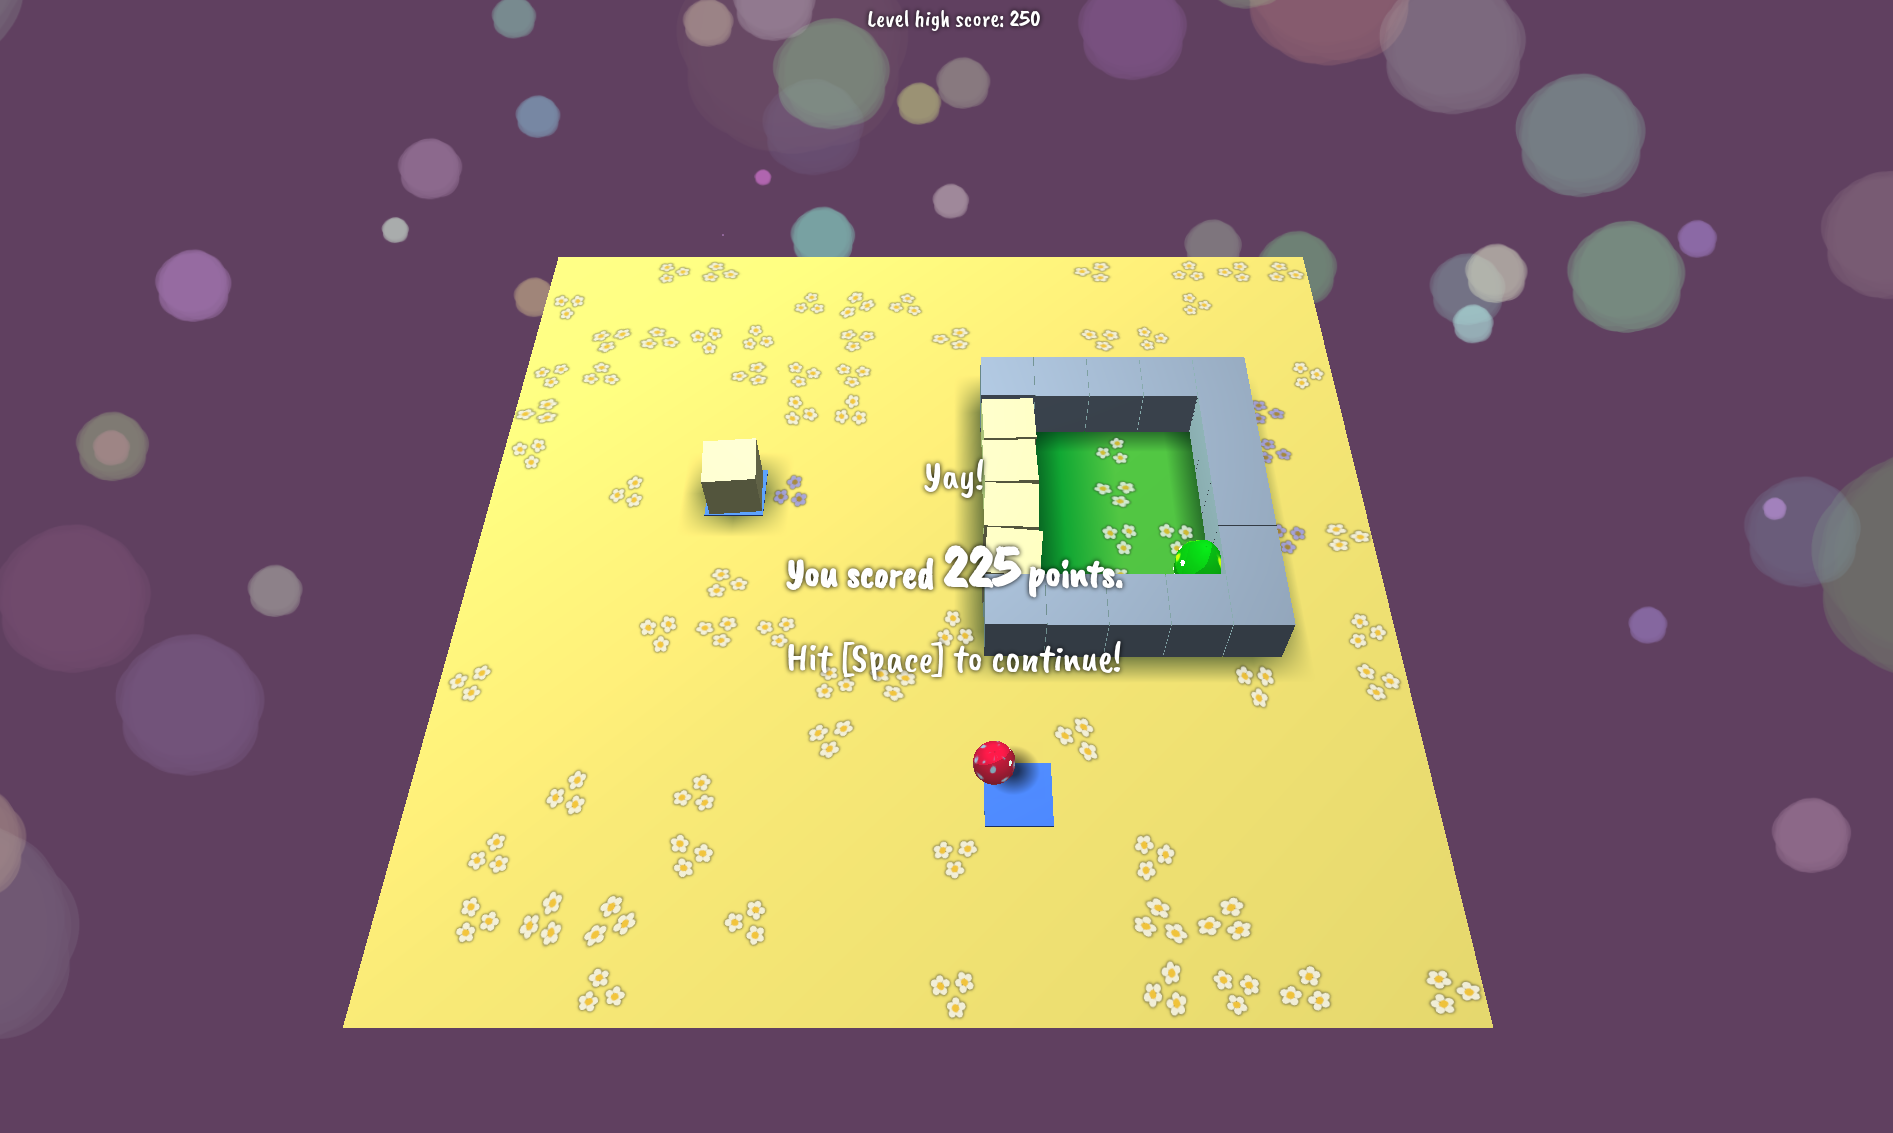 Level high score: 250
Yay!
You scored 225 points.
Hit [Space] to continue!